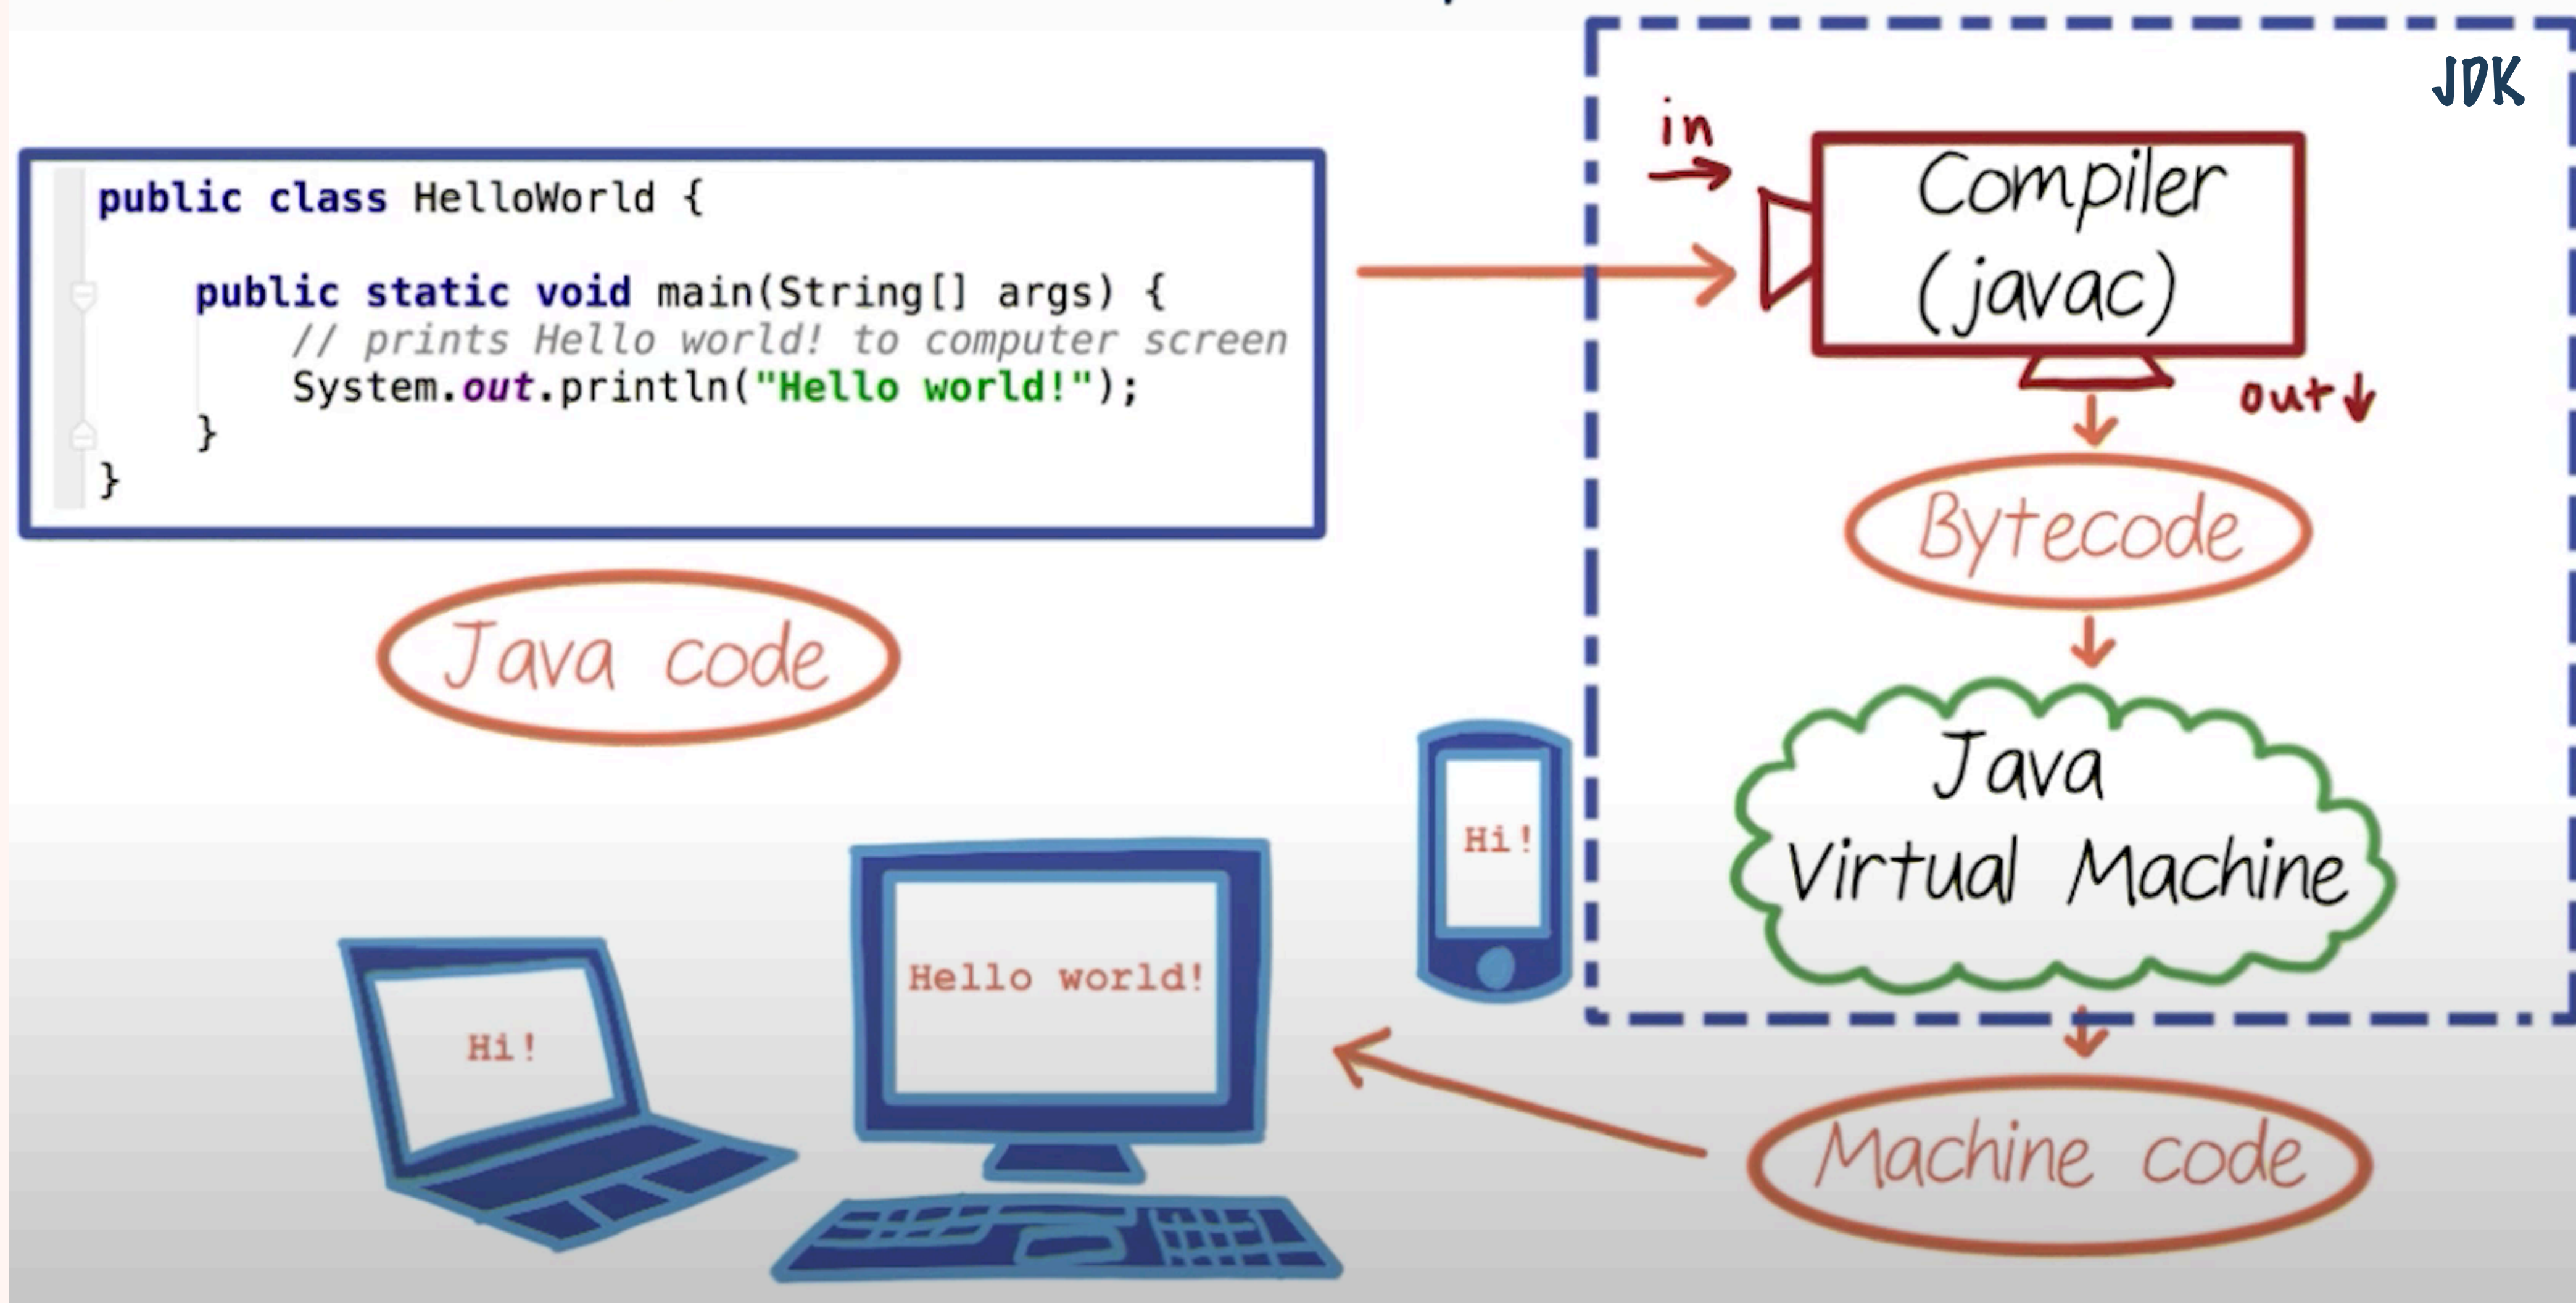 public class HelloWorld {
public static void main(String[] args) {
// prints Hello world! to computer screen
System.out.println("Hello world!");
}
}
Java code
JDK
in
Compiler
(javac)
out
Bytecode
Java
Virtual Machine
Machine code
Hi!
Hello world!
Hi!